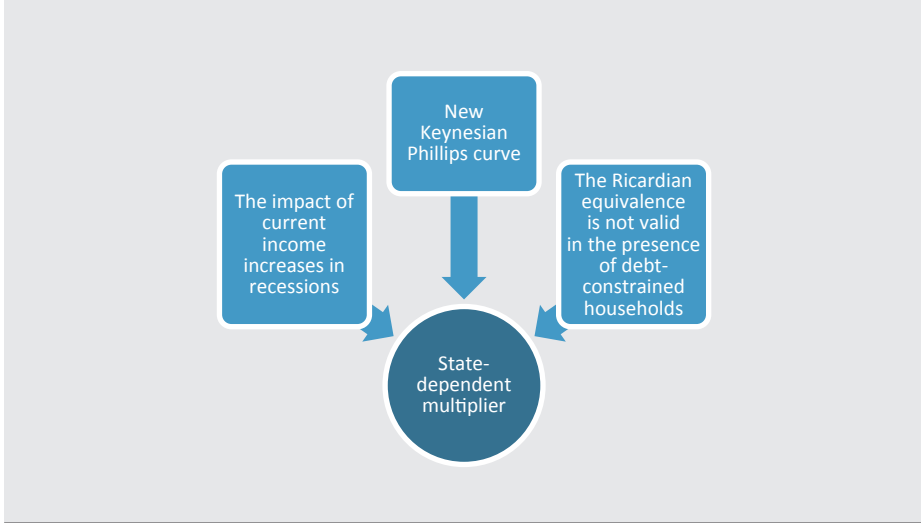 New
Keynesian
Phillips curve
The impact of
current
income
increases in
recessions
The Ricardian
equivalence
is not valid
in the presence
of debt-
constrained
households
State-
dependent
multiplier